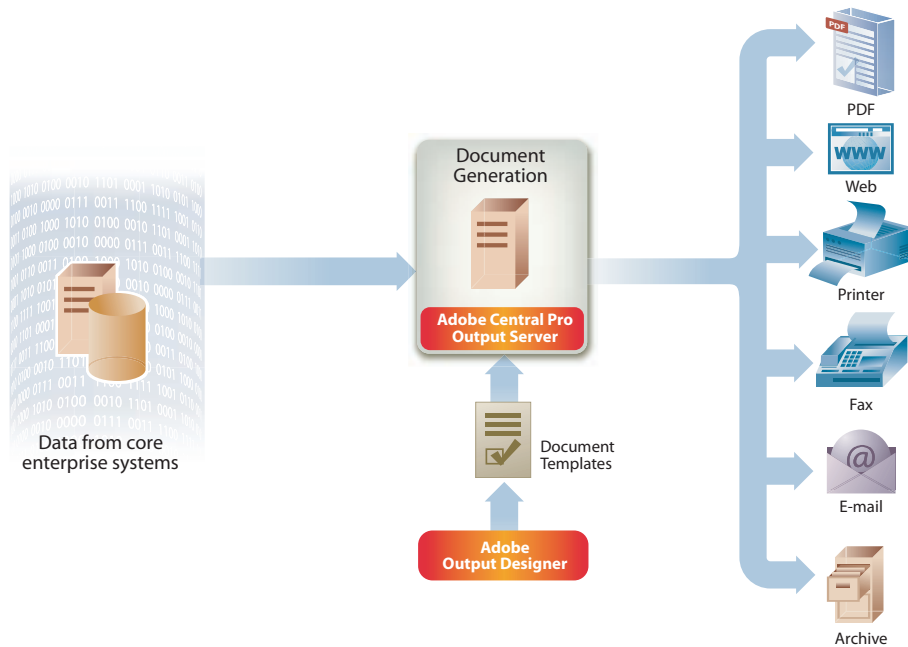 PDF
PDF
WWW
Web
Printer
Fax
@
E-mail
Archive
Document
Generation
Adobe Central Pro
Output Server
Document
Templates
Adobe
Output Designer
Data from core
enterprise systems